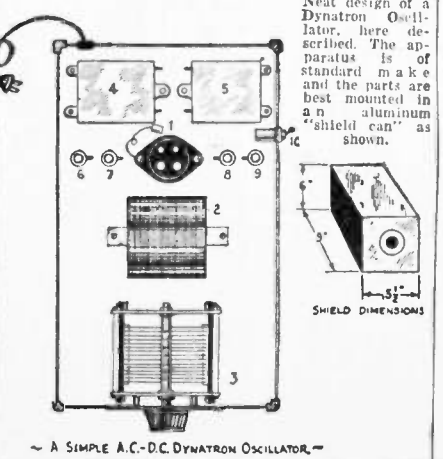 Neat design of a
Dynatron Oscil-
lator, here de-
scribed. The ap-
paratus is of
standard make
and the parts are
best mounted in
an aluminum
"shield can" as
shown.
4
5
1
10
6
7
8
9
2
3
6"
9"
5½"
SHIELD DIMENSIONS
~ A SIMPLE A.C.-D.C. DYNATRON OSCILLATOR. ~